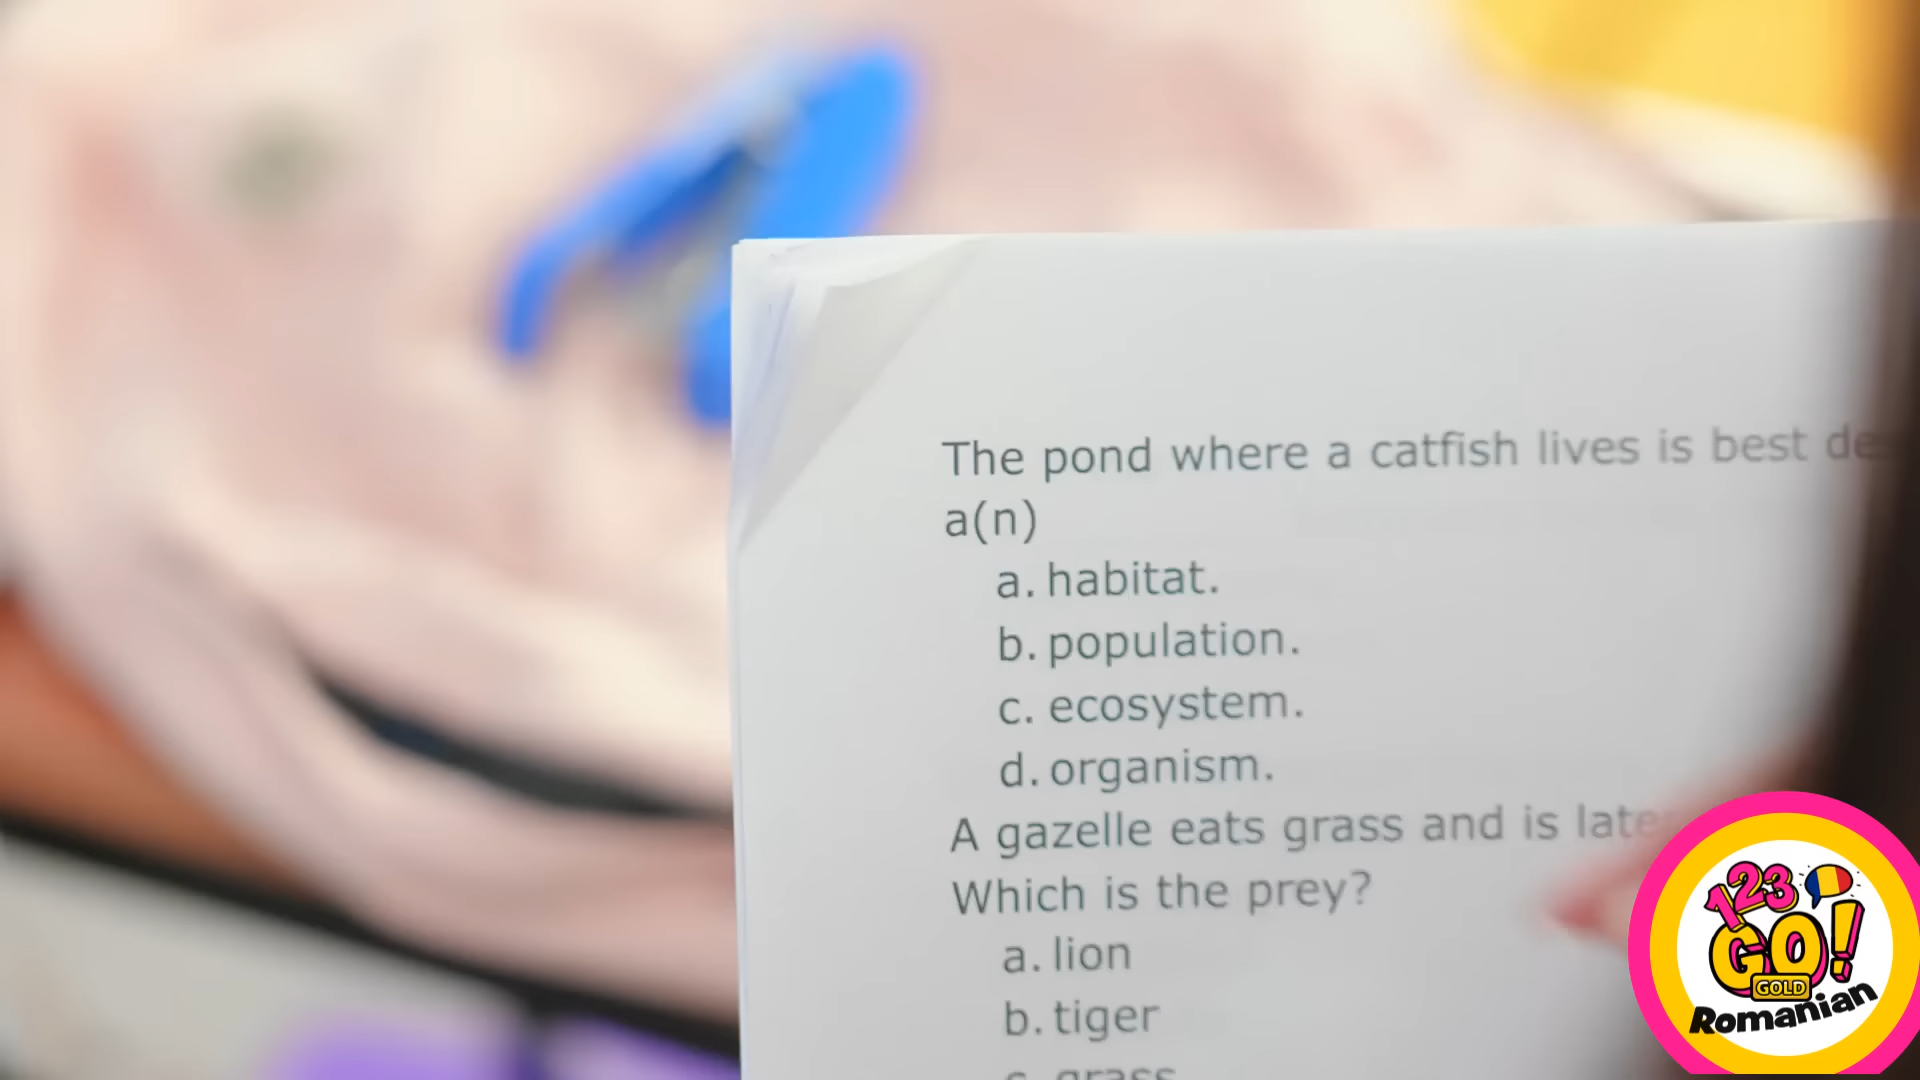 The pond where a catfish lives is best
a(n)
a. habitat.
b. population.
c. ecosystem.
d. organism.
A gazelle eats grass and is late
Which is the prey?
a. lion
b. tiger
c. grass
123
GO!
GOLD
Romanian